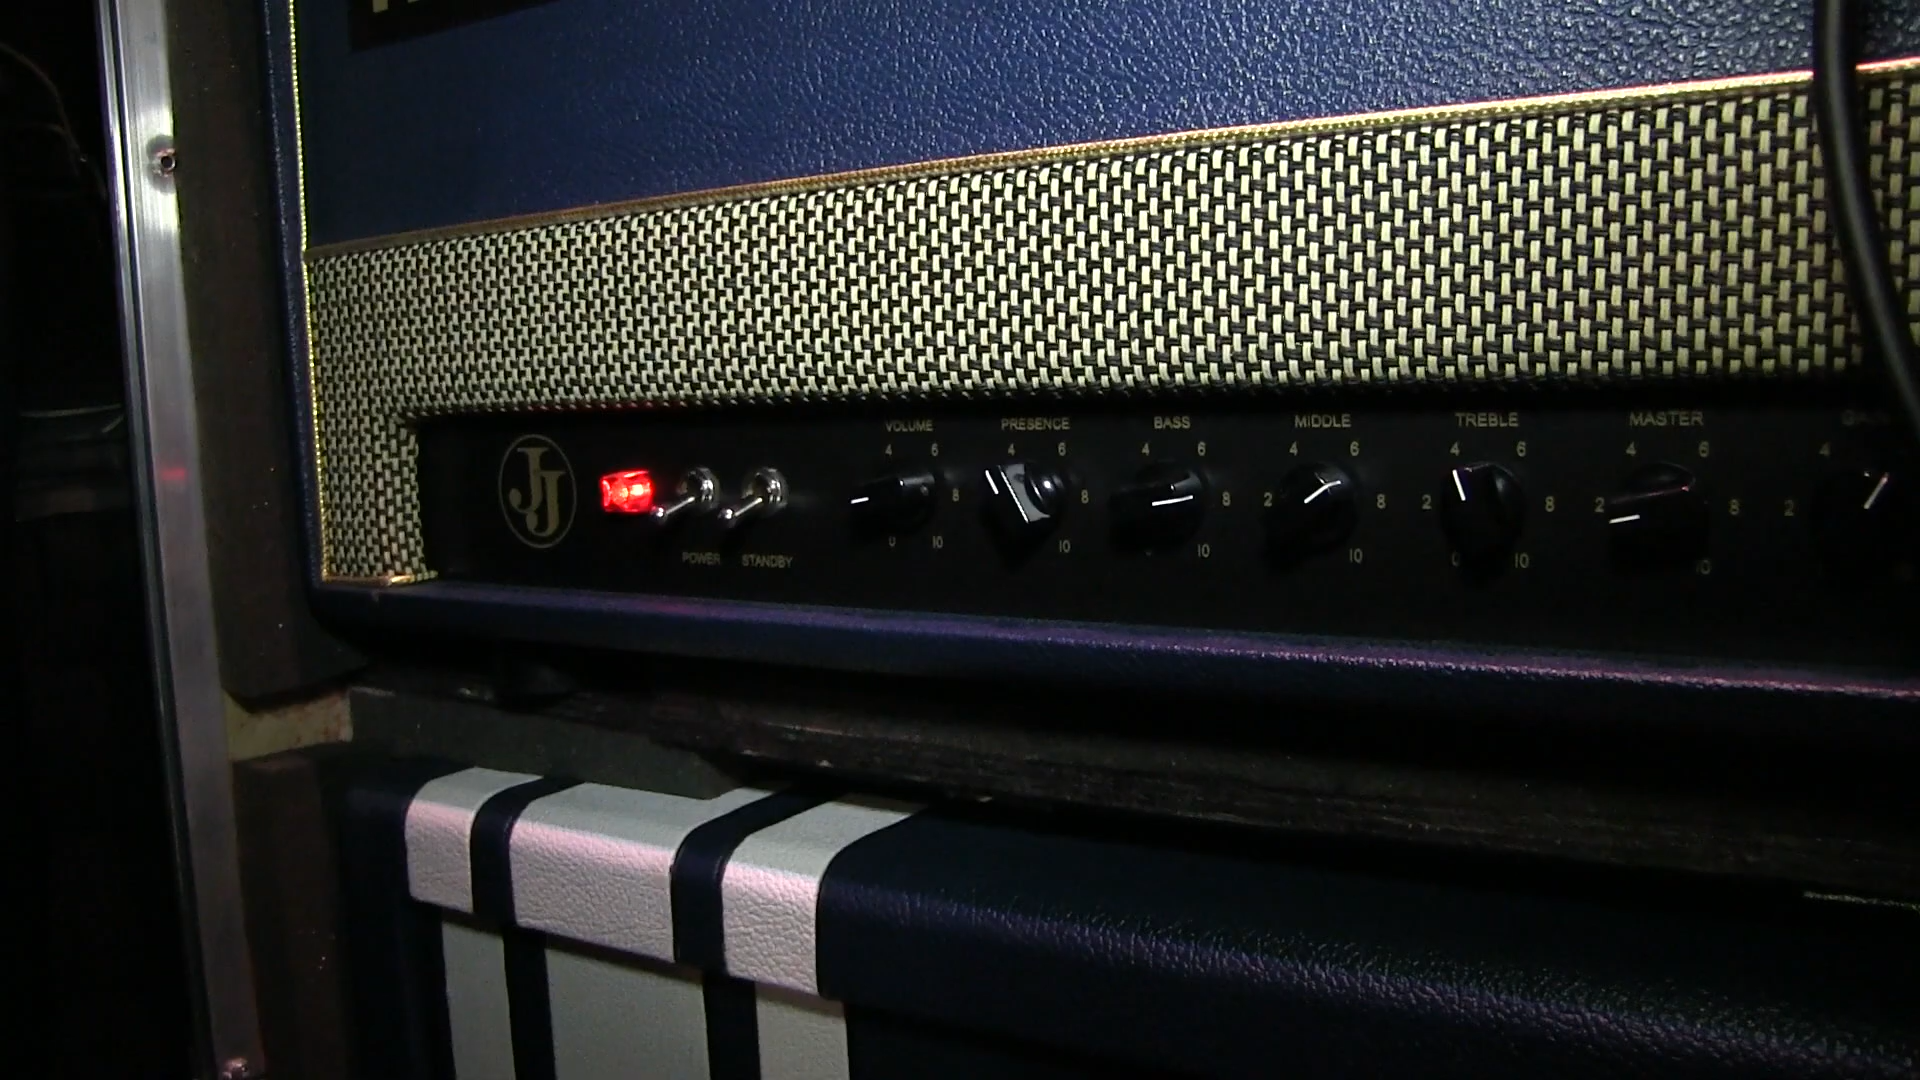 JJ
POWER STANDBY
VOLUME PRESENCE BASS MIDDLE TREBLE MASTER
4 6 4 6 4 6 4 6 4 6 4 6 4
8 8 8 2 8 2 8 2 8 2
0 10 10 10 10 0 10 10